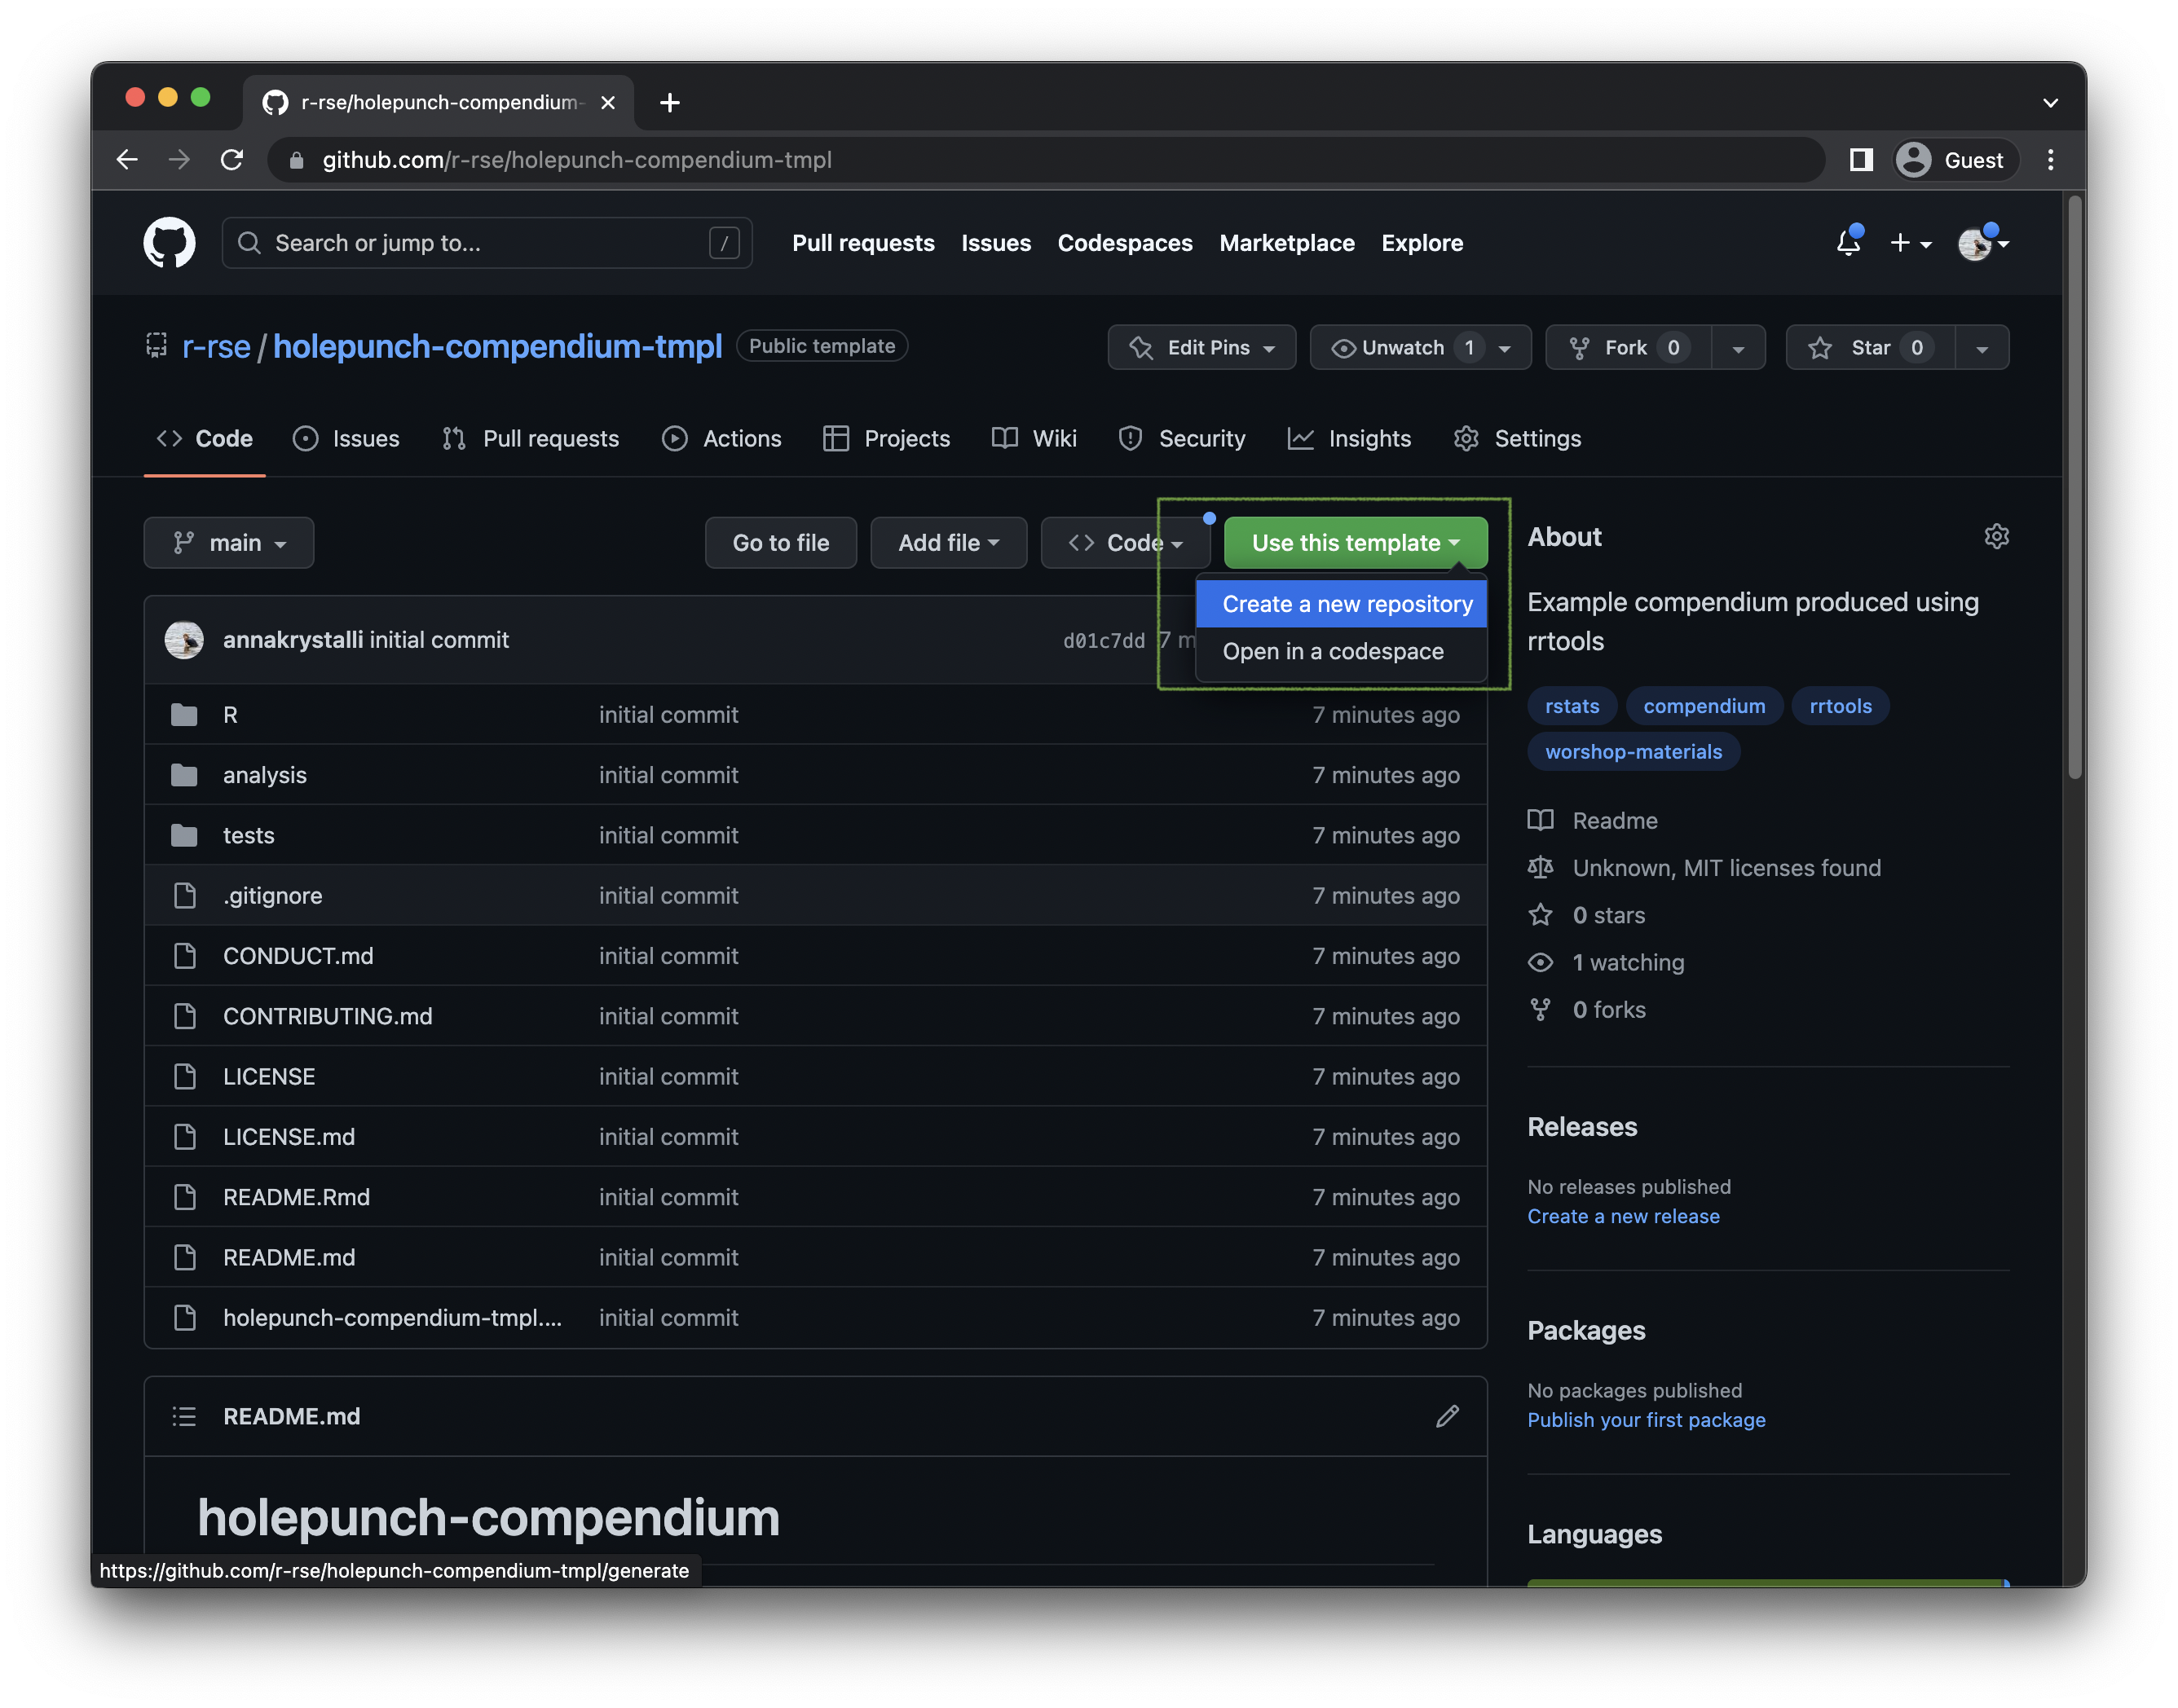 r-rse/holepunch-compendium-
github.com/r-rse/holepunch-compendium-tmpl
Guest
Search or jump to...
/
Pull requests
Issues
Codespaces
Marketplace
Explore
r-rse / holepunch-compendium-tmpl
Public template
Edit Pins
Unwatch 1
Fork 0
Star 0
Code
Issues
Pull requests
Actions
Projects
Wiki
Security
Insights
Settings
main
Go to file
Add file
Code
Use this template
Create a new repository
Open in a codespace
annakrystalli initial commit
d01c7dd 7 m
R initial commit 7 minutes ago
analysis initial commit 7 minutes ago
tests initial commit 7 minutes ago
.gitignore initial commit 7 minutes ago
CONDUCT.md initial commit 7 minutes ago
CONTRIBUTING.md initial commit 7 minutes ago
LICENSE initial commit 7 minutes ago
LICENSE.md initial commit 7 minutes ago
README.Rmd initial commit 7 minutes ago
README.md initial commit 7 minutes ago
holepunch-compendium-tmpl.... initial commit 7 minutes ago
README.md
holepunch-compendium
About
Example compendium produced using
rrtools
rstats
compendium
rrtools
worshop-materials
Readme
Unknown, MIT licenses found
0 stars
1 watching
0 forks
Releases
No releases published
Create a new release
Packages
No packages published
Publish your first package
Languages
https://github.com/r-rse/holepunch-compendium-tmpl/generate